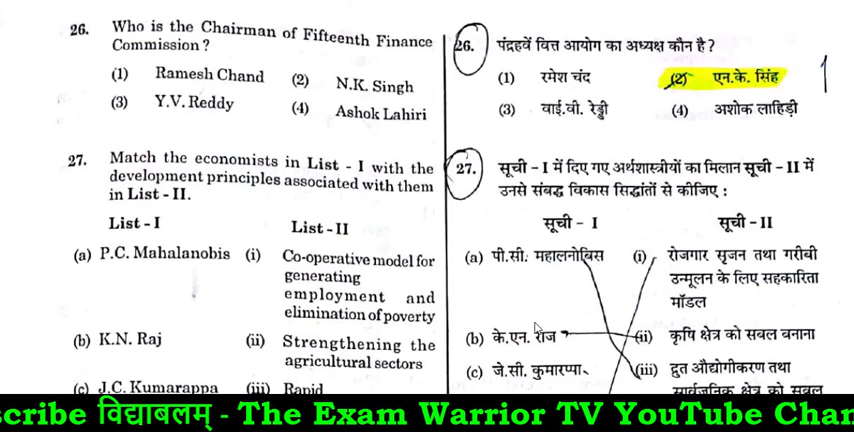 26. Who is the Chairman of Fifteenth Finance
Commission ?
(1) Ramesh Chand (2) N.K. Singh
(3) Y.V. Reddy (4) Ashok Lahiri
27. Match the economists in List - I with the
development principles associated with them
in List - II.
List - I List - II
(a) P.C. Mahalanobis (i) Co-operative model for
generating
employment and
elimination of poverty
(b) K.N. Raj (ii) Strengthening the
agricultural sectors
(c) J.C. Kumarappa (iii) Rapid
26. पंद्रहवें वित्त आयोग का अध्यक्ष कौन है ?
(1) रमेश चंद (2) एन.के. सिंह
(3) वाई.वी. रेड्डी (4) अशोक लाहिड़ी
1
27. सूची - I में दिए गए अर्थशास्त्रीयों का मिलान सूची - II में
उनसे संबद्ध विकास सिद्धांतों से कीजिए :
सूची - I सूची - II
(a) पी.सी. महालनोबिस (i) रोजगार सृजन तथा गरीबी
उन्मूलन के लिए सहकारिता
मॉडल
(b) के.एन. राज (ii) कृषि क्षेत्र को सबल बनाना
(c) जे.सी. कुमारप्पा (iii) द्रुत औद्योगीकरण तथा
सार्वजनिक क्षेत्र को सबल
scribe विद्याबलम् - The Exam Warrior TV YouTube Chan